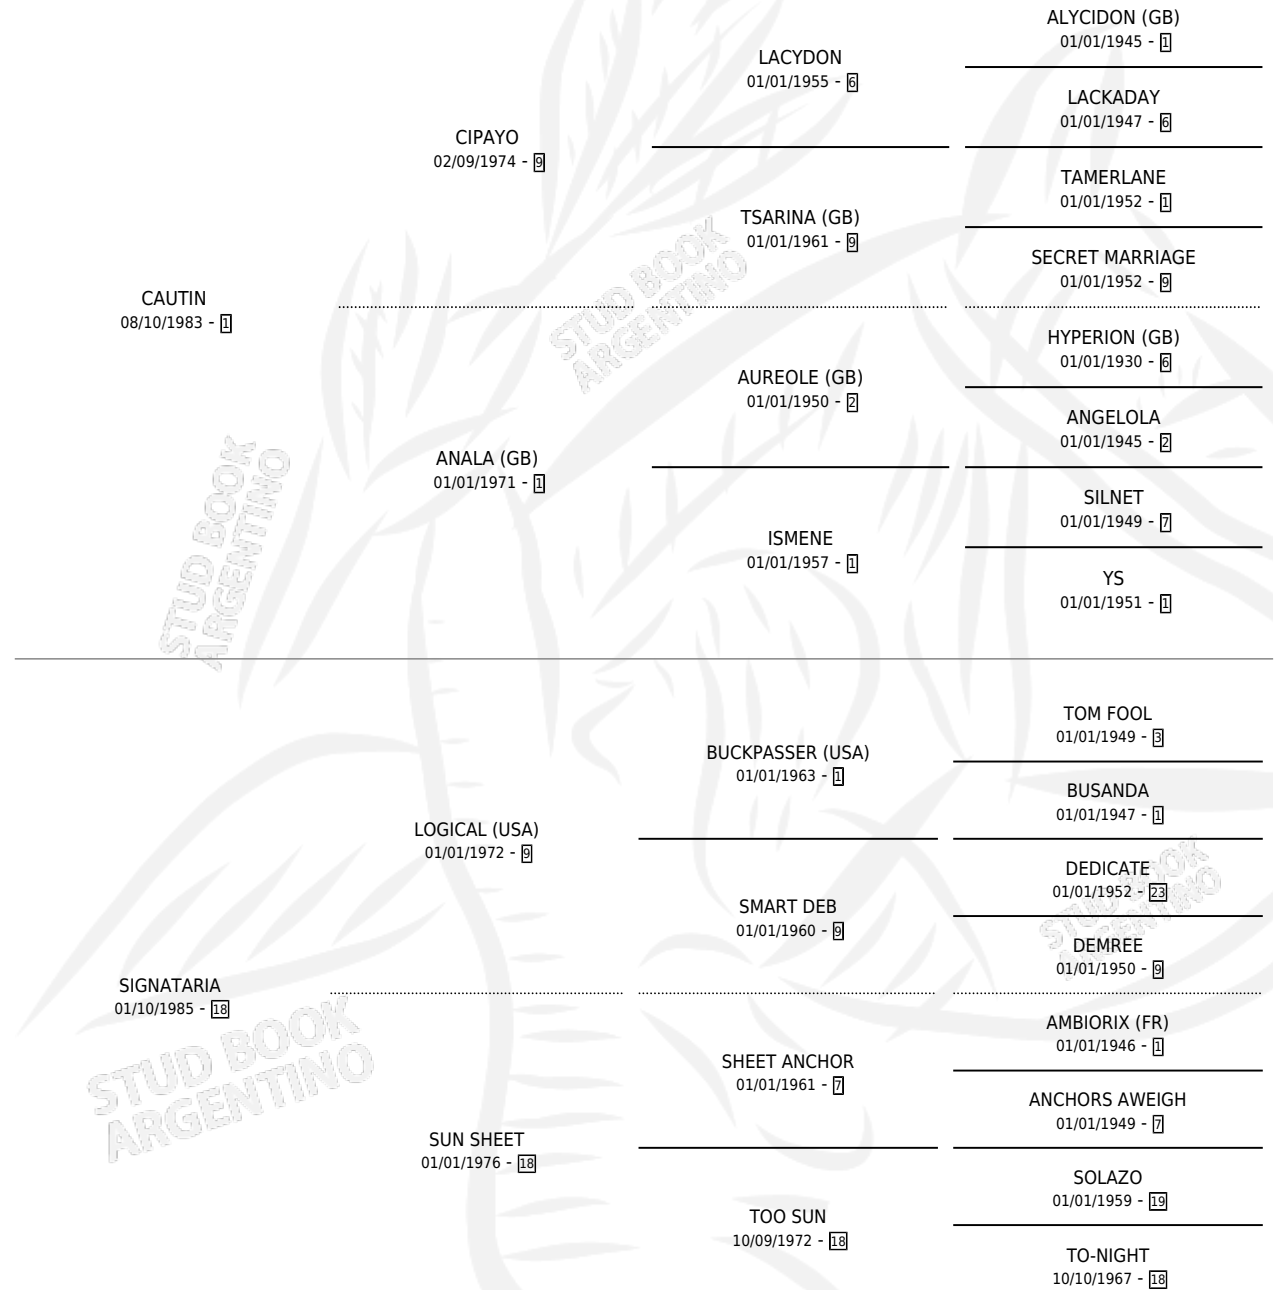 ALYCIDON (GB)
01/01/1945 - 1
LACYDON
01/01/1955 - 6
LACKADAY
01/01/1947 - 6
CIPAYO
02/09/1974 - 9
TAMERLANE
01/01/1952 - 1
TSARINA (GB)
01/01/1961 - 9
SECRET MARRIAGE
01/01/1952 - 9
CAUTIN
08/10/1983 - 1
STUD BOOK
ARGENTINO
HYPERION (GB)
01/01/1930 - 6
AUREOLE (GB)
01/01/1950 - 2
ANGELOLA
01/01/1945 - 2
ANALA (GB)
01/01/1971 - 1
SILNET
01/01/1949 - 7
ISMENE
01/01/1957 - 1
YS
01/01/1951 - 1
STUD BOOK
ARGENTINO
TOM FOOL
01/01/1949 - 3
BUCKPASSER (USA)
01/01/1963 - 1
BUSANDA
01/01/1947 - 1
LOGICAL (USA)
01/01/1972 - 9
DEDICATE
01/01/1952 - 23
SMART DEB
01/01/1960 - 9
DEMREE
01/01/1950 - 9
STUD BOOK
ARGENTINO
SIGNATARIA
01/10/1985 - 18
STUD BOOK
ARGENTINO
AMBIORIX (FR)
01/01/1946 - 1
SHEET ANCHOR
01/01/1961 - 7
ANCHORS AWEIGH
01/01/1949 - 7
SUN SHEET
01/01/1976 - 18
SOLAZO
01/01/1959 - 19
TOO SUN
10/09/1972 - 18
TO-NIGHT
10/10/1967 - 18